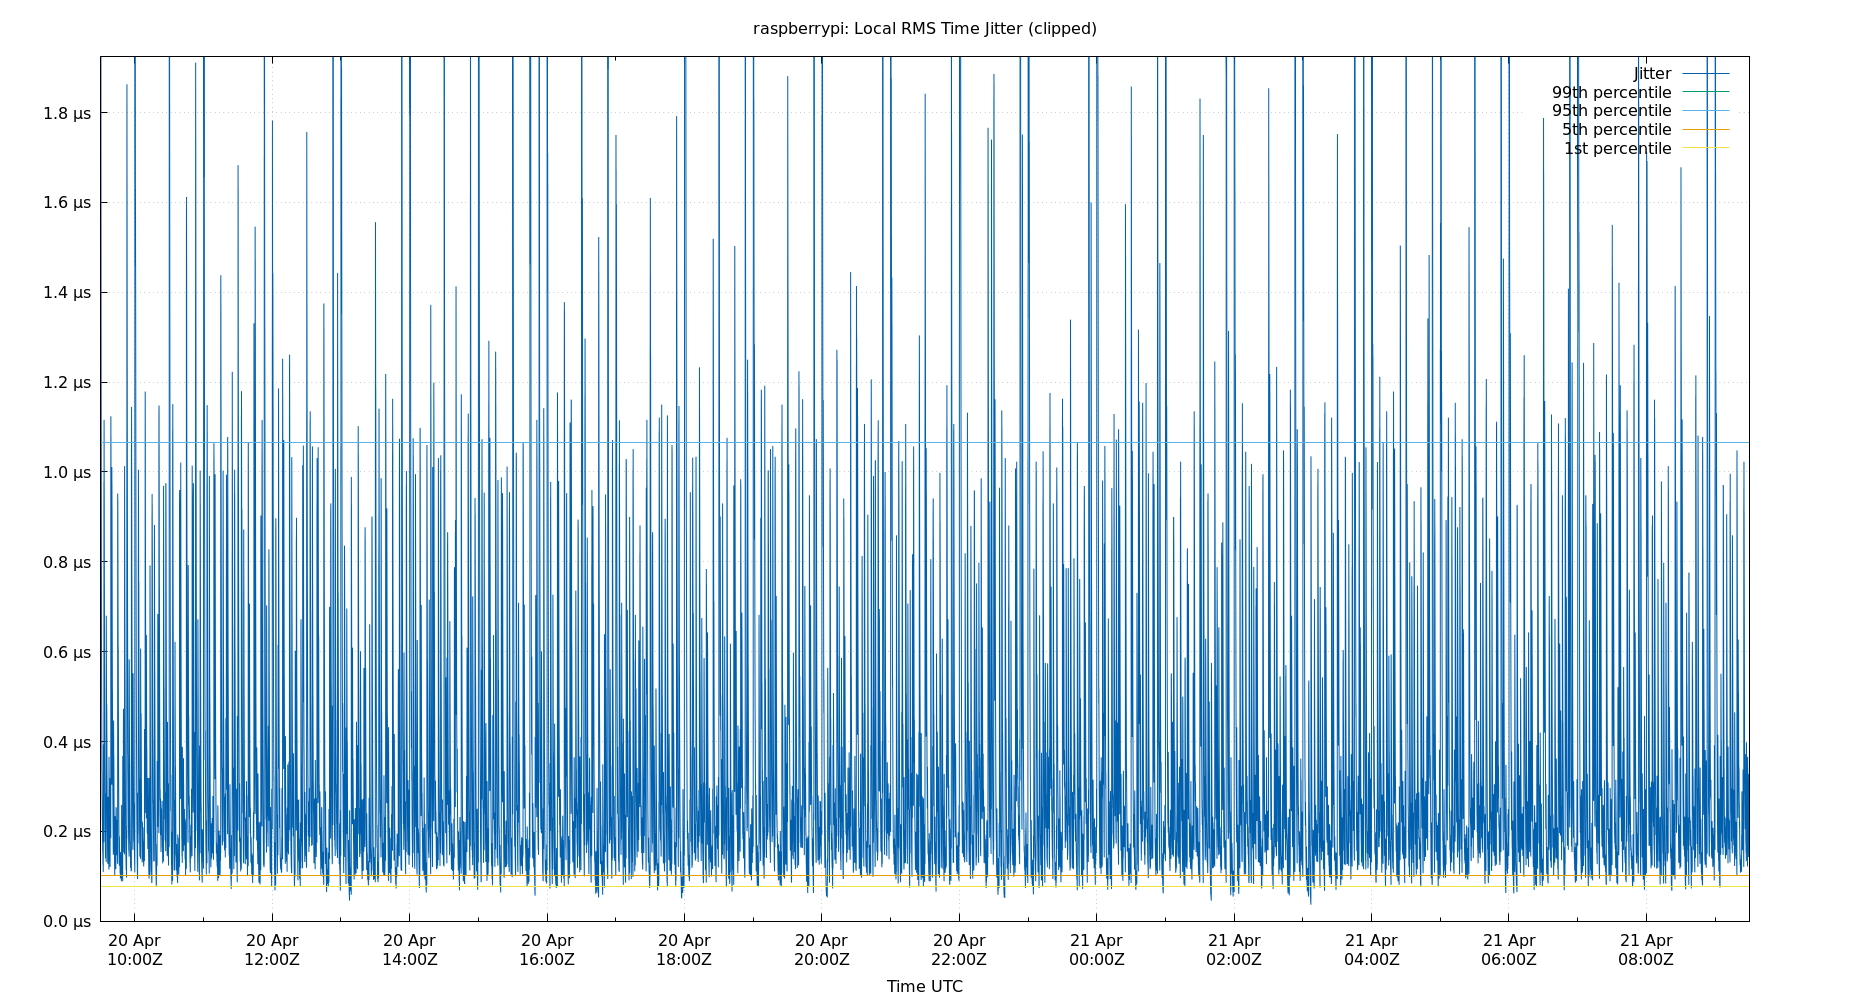 raspberrypi: Local RMS Time Jitter (clipped)
Jitter
99th percentile
95th percentile
5th percentile
1st percentile
1.8 μs
1.6 μs
1.4 μs
1.2 μs
1.0 μs
0.8 μs
0.6 μs
0.4 μs
0.2 μs
0.0 μs
20 Apr 20 Apr 20 Apr 20 Apr 20 Apr 20 Apr 20 Apr 21 Apr 21 Apr 21 Apr 21 Apr 21 Apr
10:00Z 12:00Z 14:00Z 16:00Z 18:00Z 20:00Z 22:00Z 00:00Z 02:00Z 04:00Z 06:00Z 08:00Z
Time UTC